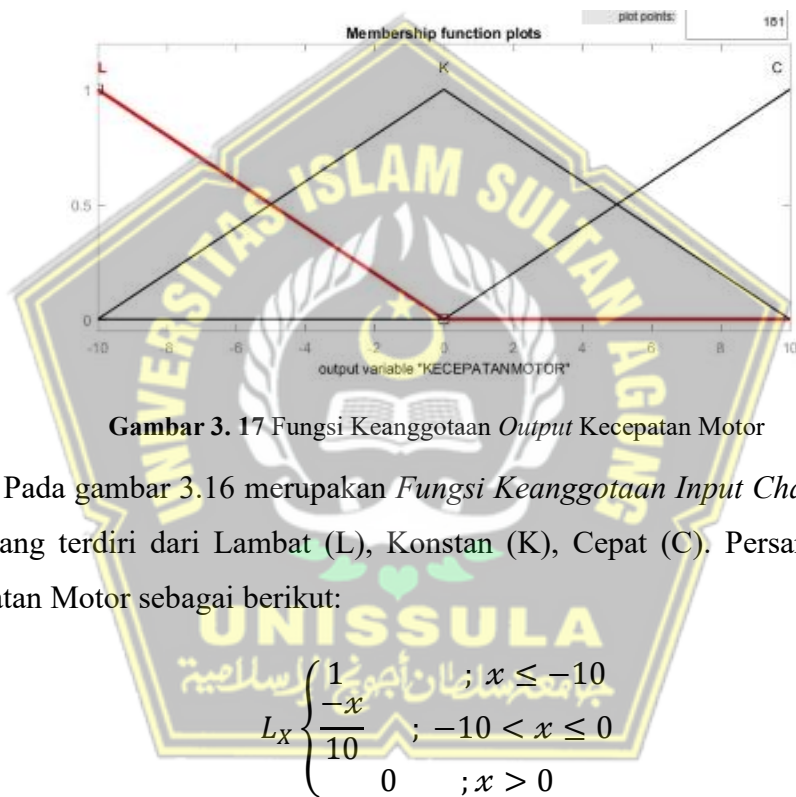 plot points: 181
Membership function plots
L K C
1
0.5
0
-10 -8 -6 -4 -2 0 2 4 6 8 10
output variable "KECEPATANMOTOR"
UNIVERSITAS ISLAM SULTAN AGUNG
Gambar 3. 17 Fungsi Keanggotaan Output Kecepatan Motor
Pada gambar 3.16 merupakan Fungsi Keanggotaan Input Cha
ang terdiri dari Lambat (L), Konstan (K), Cepat (C). Persa
atan Motor sebagai berikut:
UNISSULA
جامعتسلطان أجونج الإسلامية
L_X { 1 ; x ≤ −10
−x/10 ; −10 < x ≤ 0
0 ; x > 0